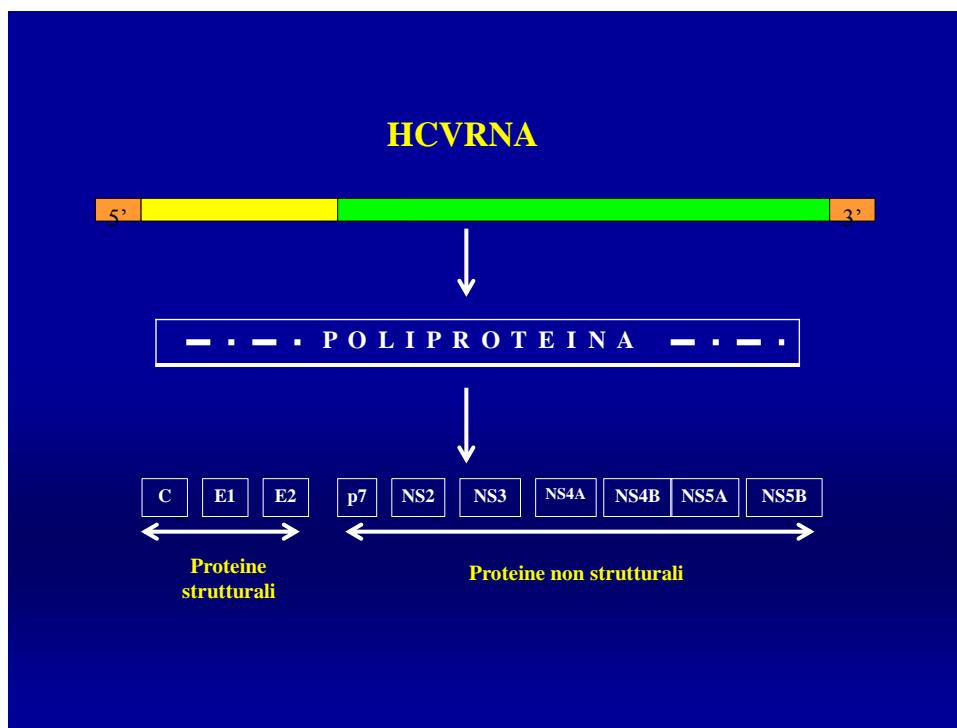 HCVRNA
5’ 3’
POLIPROTEINA
C E1 E2 p7 NS2 NS3 NS4A NS4B NS5A NS5B
Proteine
strutturali
Proteine non strutturali